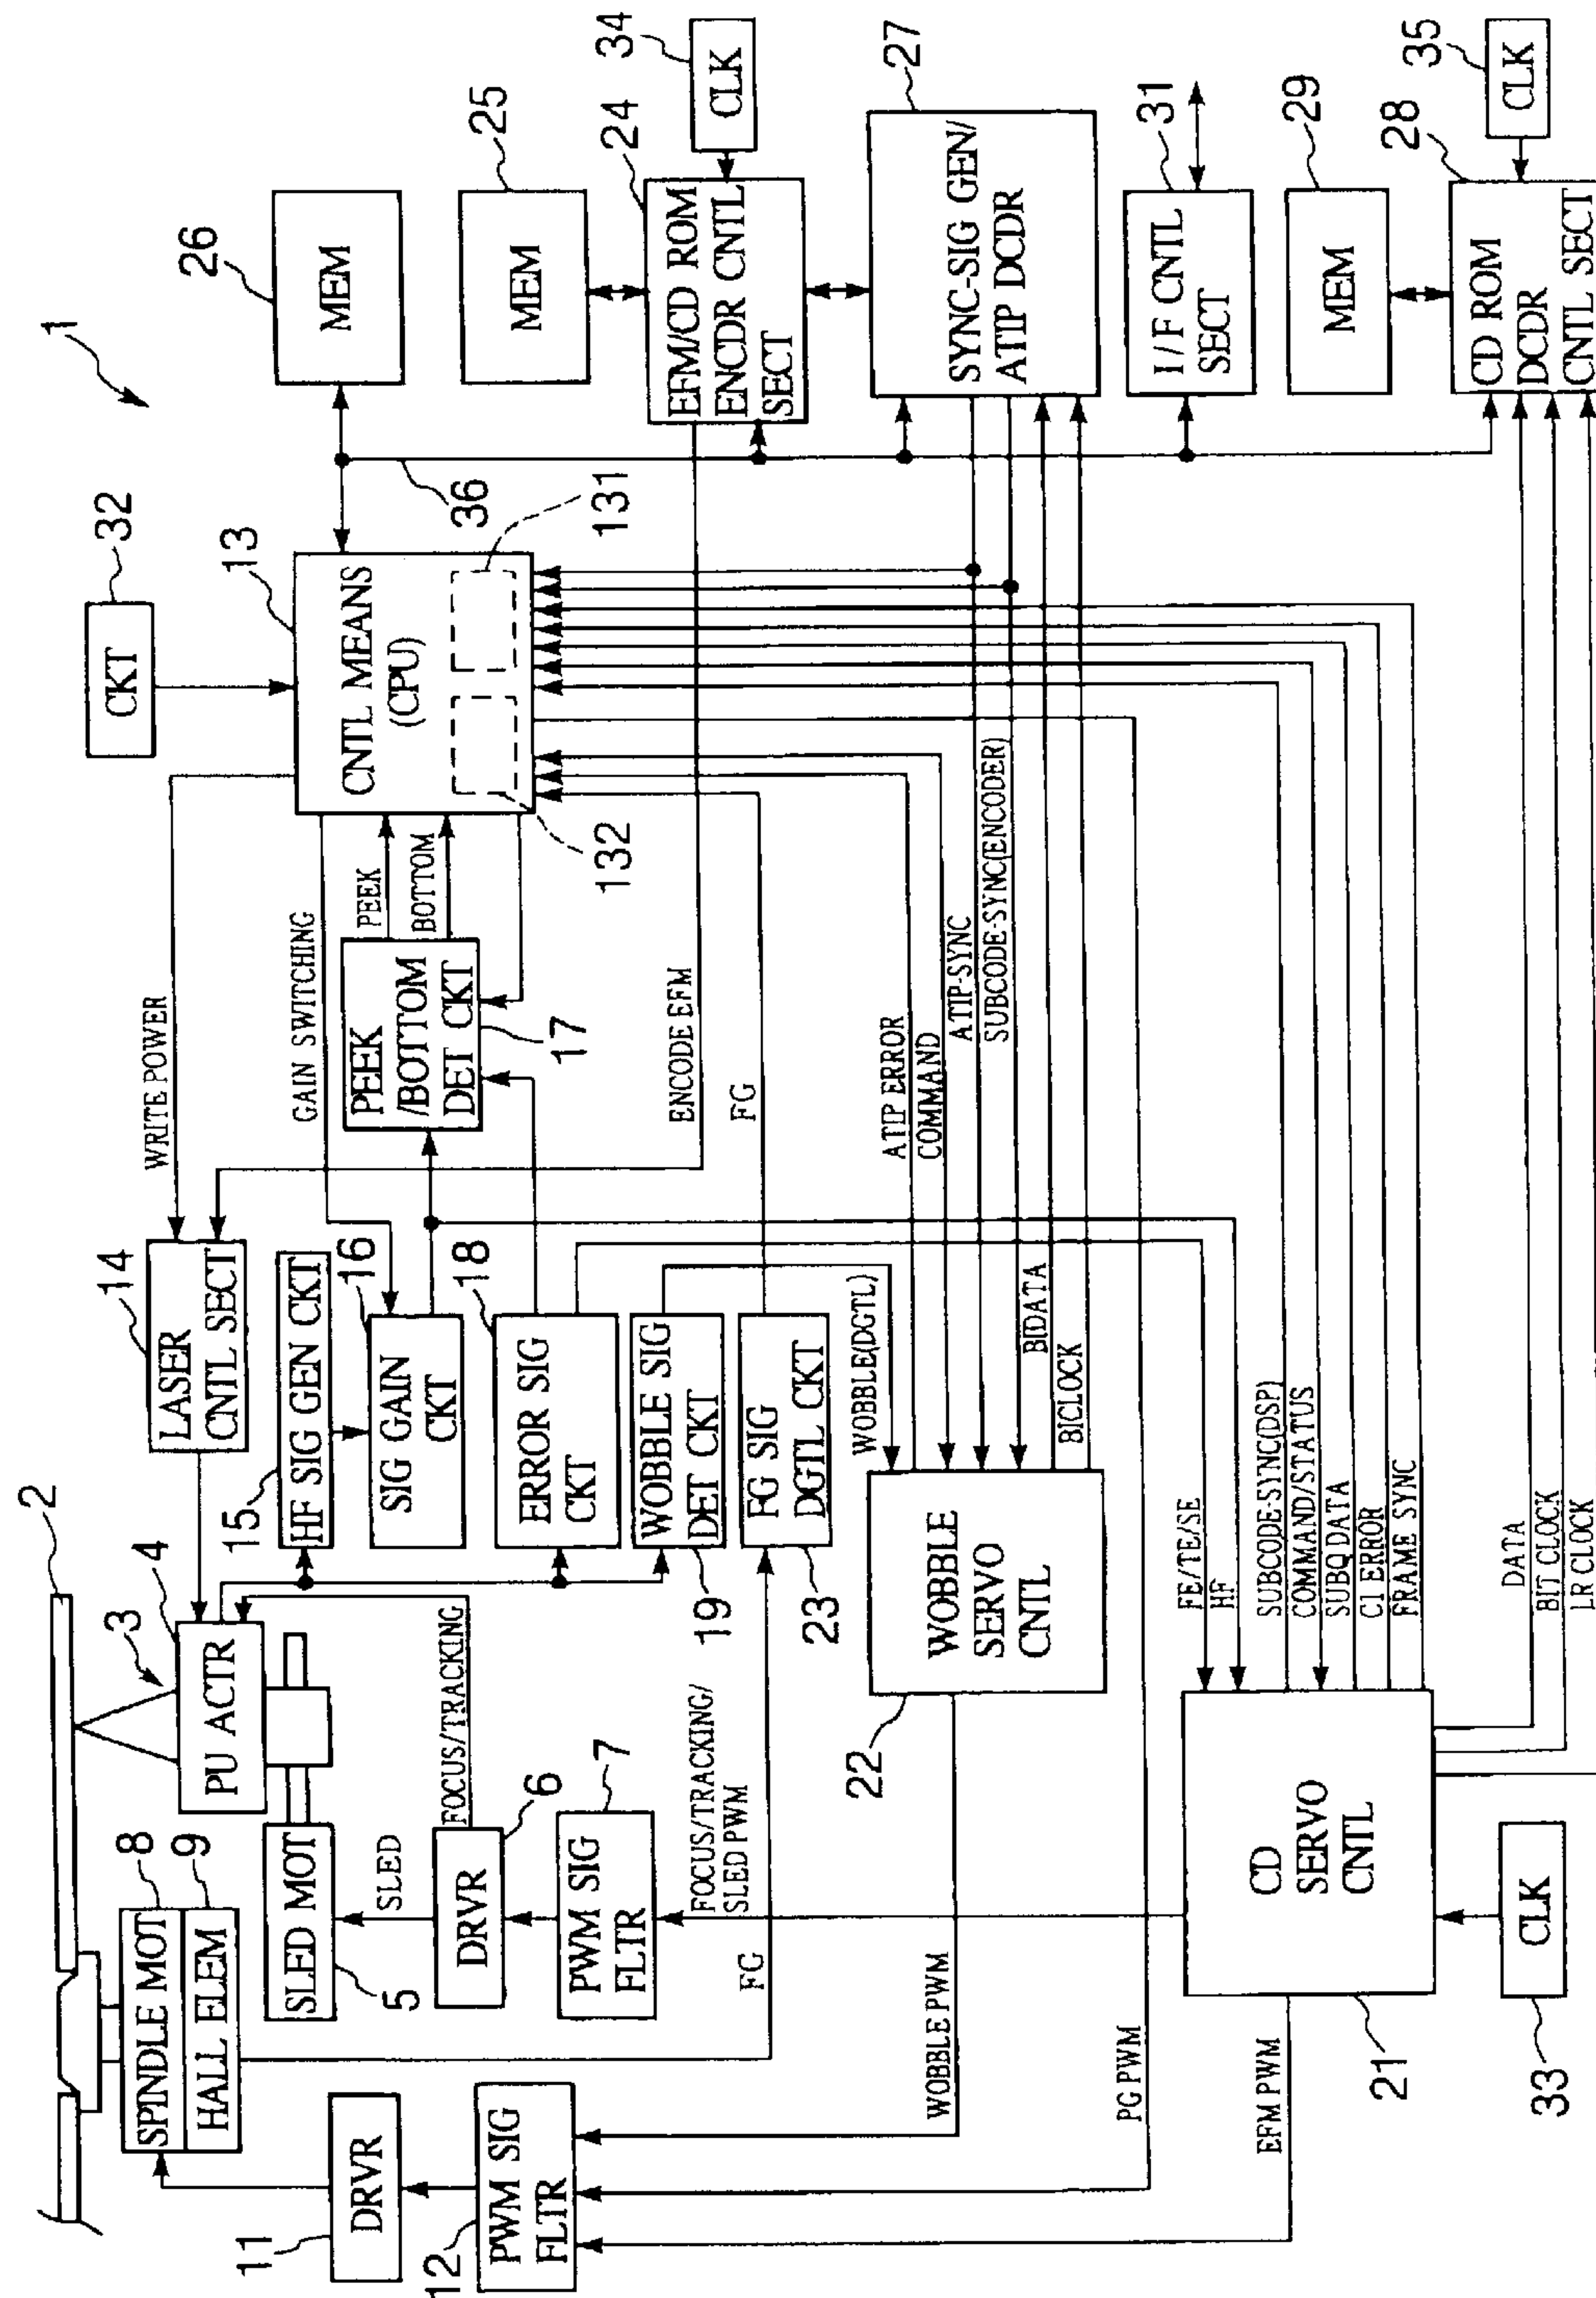 1
2
3
4
SPINDLE MOT
8
HALL ELEM
9
PU ACTR
SLED MOT
5
SLED
FOCUS/TRACKING
DRVR
6
PWM SIG
FLTR
7
FOCUS/TRACKING/
SLED PWM
FG
11
DRVR
12
PWM SIG
FLTR
WOBBLE PWM
PG PWM
EFM PWM
14
LASER
CNTL SECT
WRITE POWER
15
HF SIG GEN CKT
16
SIG GAIN
CKT
GAIN SWITCHING
18
ERROR SIG
CKT
WOBBLE SIG
DET CKT
19
FG SIG
DGTL CKT
23
PEEK
/BOTTOM
DET CKT
17
PEEK
BOTTOM
ENCODE EFM
FG
32
CKT
13
CNTL MEANS
(CPU)
131
132
36
26
MEM
25
MEM
24
EFM/CD ROM
ENCDR CNTL
SECT
34
CLK
27
SYNC-SIG GEN/
ATIP DCDR
31
I/F CNTL
SECT
29
MEM
28
CD ROM
DCDR
CNTL SECT
35
CLK
WOBBLE
SERVO
CNTL
22
WOBBLE(DGTL)
ATIP ERROR
COMMAND
ATIP-SYNC
SUBCODE-SYNC(ENCODER)
BIDATA
BICLOCK
CD
SERVO
CNTL
21
CLK
33
FE/TE/SE
HF
SUBCODE-SYNC(DSP)
COMMAND/STATUS
SUBQ DATA
C1 ERROR
FRAME SYNC
DATA
BIT CLOCK
LR CLOCK